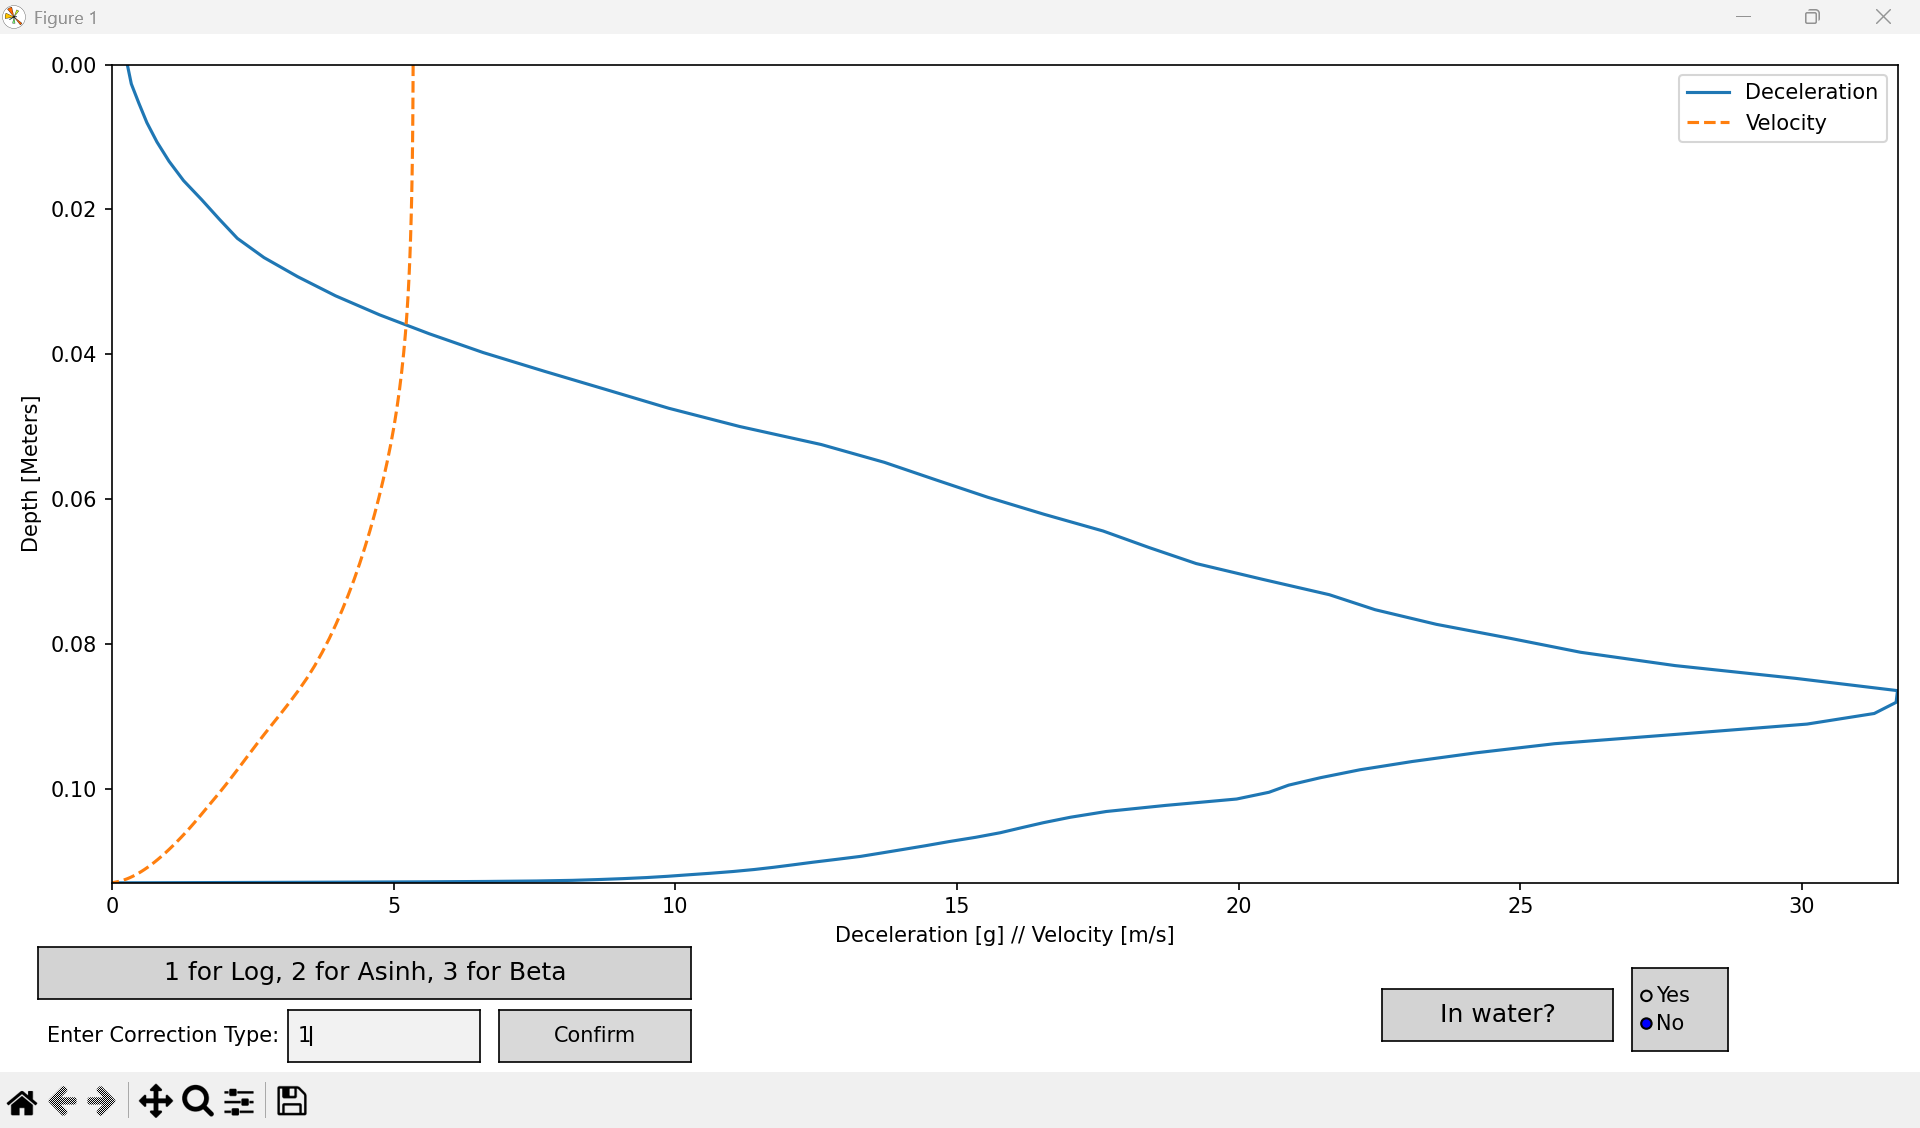 Figure 1
0.00
0.02
0.04
0.06
0.08
0.10
Depth [Meters]
Deceleration
Velocity
0 5 10 15 20 25 30
Deceleration [g] // Velocity [m/s]
1 for Log, 2 for Asinh, 3 for Beta
Enter Correction Type: 1
Confirm
In water?
Yes
No